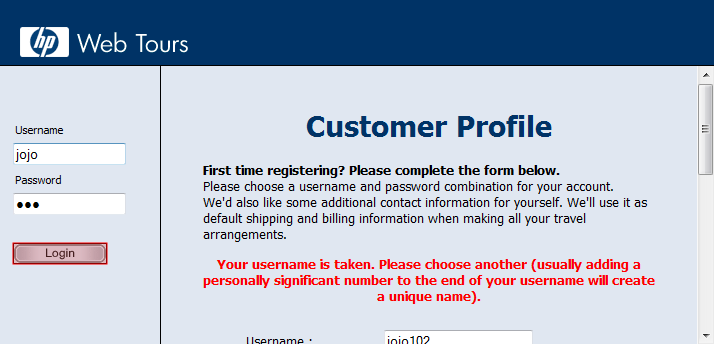 hp Web Tours
Username
jojo
Password
Login
Customer Profile
First time registering? Please complete the form below.
Please choose a username and password combination for your account.
We'd also like some additional contact information for yourself. We'll use it as
default shipping and billing information when making all your travel
arrangements.
Your username is taken. Please choose another (usually adding a
personally significant number to the end of your username will create
a unique name).
Username :
jojo102